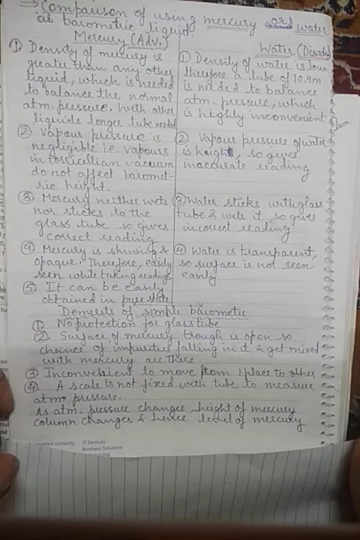 → Comparison of using mercury or water
as barometric liquid
Mercury (Adv.)
① Density of mercury is
greater than any other
liquid, which is needed
to balance the normal
atm. pressure. With other
liquids longer tube needed
② Vapour pressure is
negligible i.e. vapours
in torricellian vacuum
do not affect baromet-
ric height.
③ Mercury neither wets
nor sticks to the
glass tube so gives
correct reading
④ Mercury is shining &
opaque. Therefore, easily
seen while taking reading
⑤ It can be easily
obtained in pure state
Water (Disadv.)
① Density of
water is low
therefore a tube of 10.4m
is needed to balance
atm. pressure, which
is highly inconvenient
② Vapour pressure of water
is high, so gives
inaccurate reading
③ Water sticks with glass
tube & wets it, so gives
incorrect reading
④ Water is transparent,
so surface is not seen
easily
Demerits of simple barometer
① No protection for glass tube
② Surface of mercury trough is open so
chances of impurities falling in it & get mixed
with mercury are there.
③ Inconvenient to move from 1 place to other
④ A scale is not fixed with tube to measure
atm. pressure.
As atm. pressure changes, height of mercury
column changes & hence level of mercury
IT Services
Business Solutions